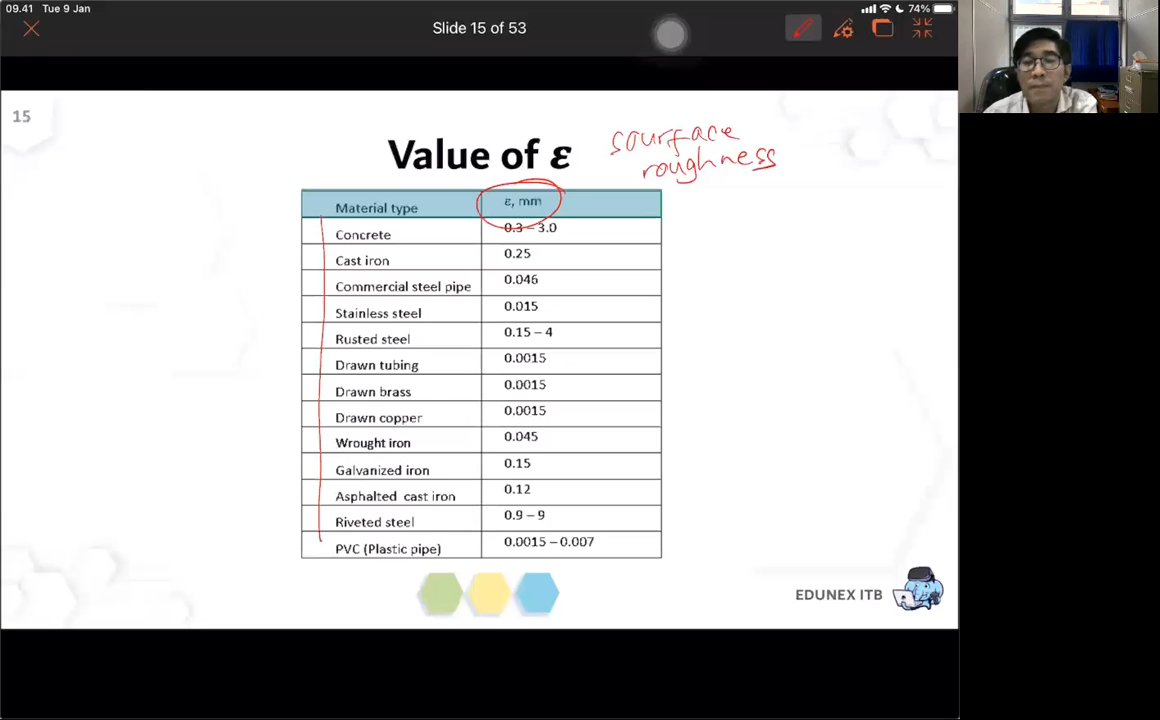 09.41 Tue 9 Jan
74%
Slide 15 of 53
15
Value of ε
sourface
roughness
Material type ε, mm
Concrete 0.3 – 3.0
Cast iron 0.25
Commercial steel pipe 0.046
Stainless steel 0.015
Rusted steel 0.15 – 4
Drawn tubing 0.0015
Drawn brass 0.0015
Drawn copper 0.0015
Wrought iron 0.045
Galvanized iron 0.15
Asphalted cast iron 0.12
Riveted steel 0.9 – 9
PVC (Plastic pipe) 0.0015 – 0.007
EDUNEX ITB